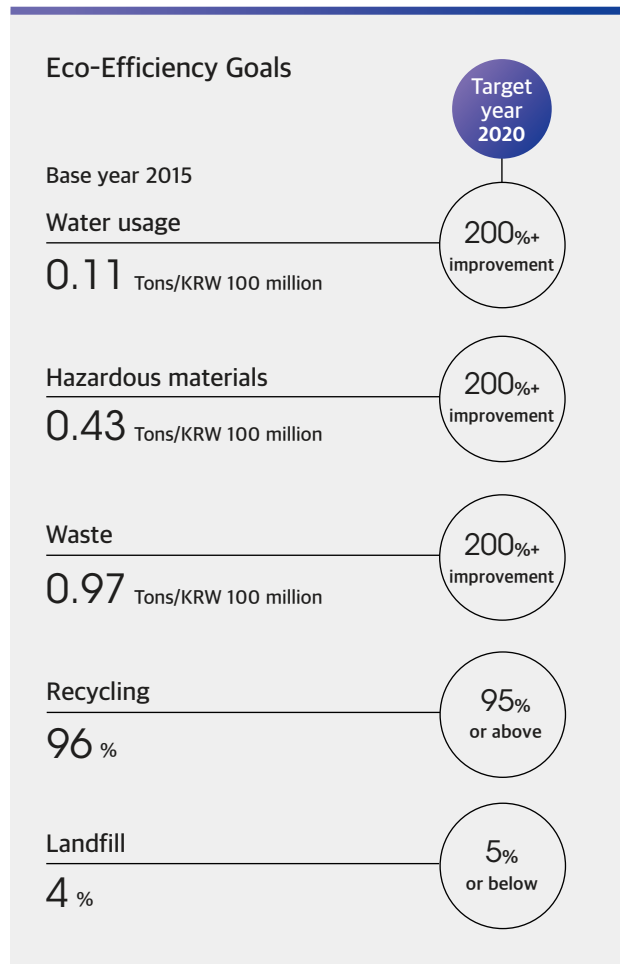 Eco-Efficiency Goals
Target
year
2020
Base year 2015
Water usage
0.11 Tons/KRW 100 million
200%+
improvement
Hazardous materials
0.43 Tons/KRW 100 million
200%+
improvement
Waste
0.97 Tons/KRW 100 million
200%+
improvement
Recycling
96 %
95%
or above
Landfill
4 %
5%
or below